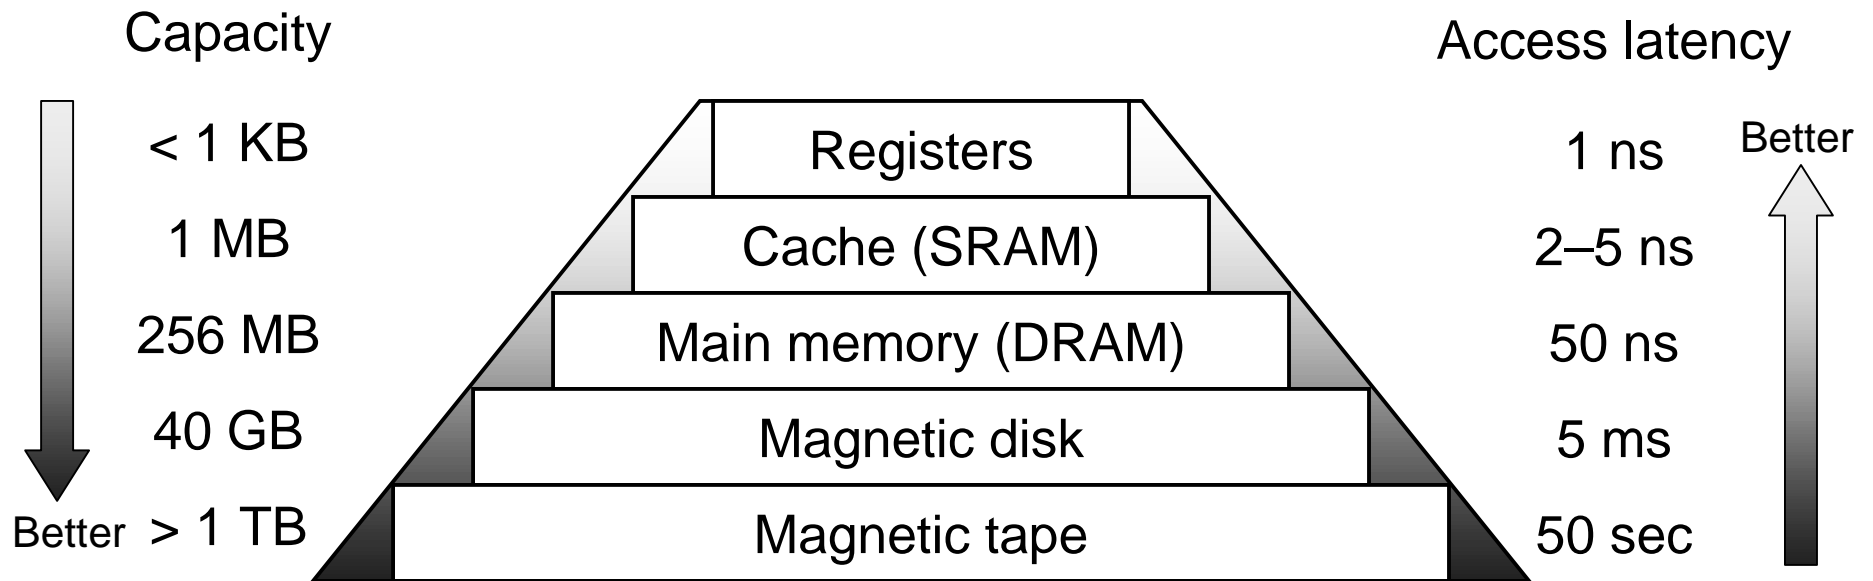 Capacity
Access latency
< 1 KB
Registers
1 ns
Better
1 MB
Cache (SRAM)
2–5 ns
256 MB
Main memory (DRAM)
50 ns
40 GB
Magnetic disk
5 ms
Better
> 1 TB
Magnetic tape
50 sec